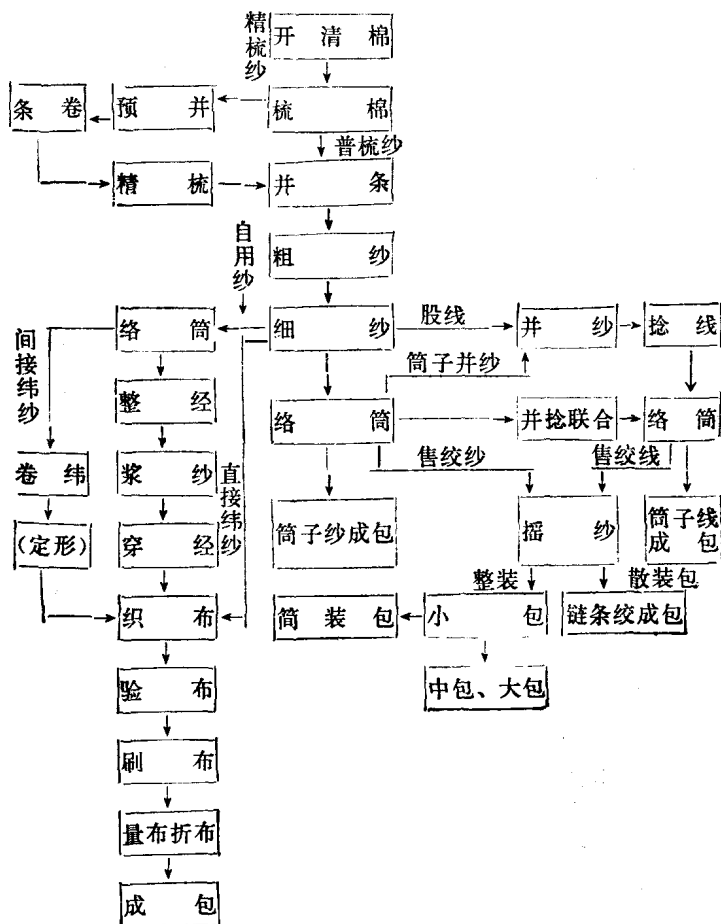 开清棉
精梳纱
条卷
预并
梳棉
普梳纱
精梳
并条
自用纱
粗纱
间接纬纱
络筒
细纱
股线
并纱
捻线
筒子并纱
整经
络筒
并捻联合
络筒
卷纬
浆纱
直接纬纱
售绞纱
售绞线
(定形)
穿经
筒子纱成包
摇纱
筒子线
成包
整装
散装包
织布
简装包
小包
链条绞成包
验布
中包、大包
刷布
量布折布
成包